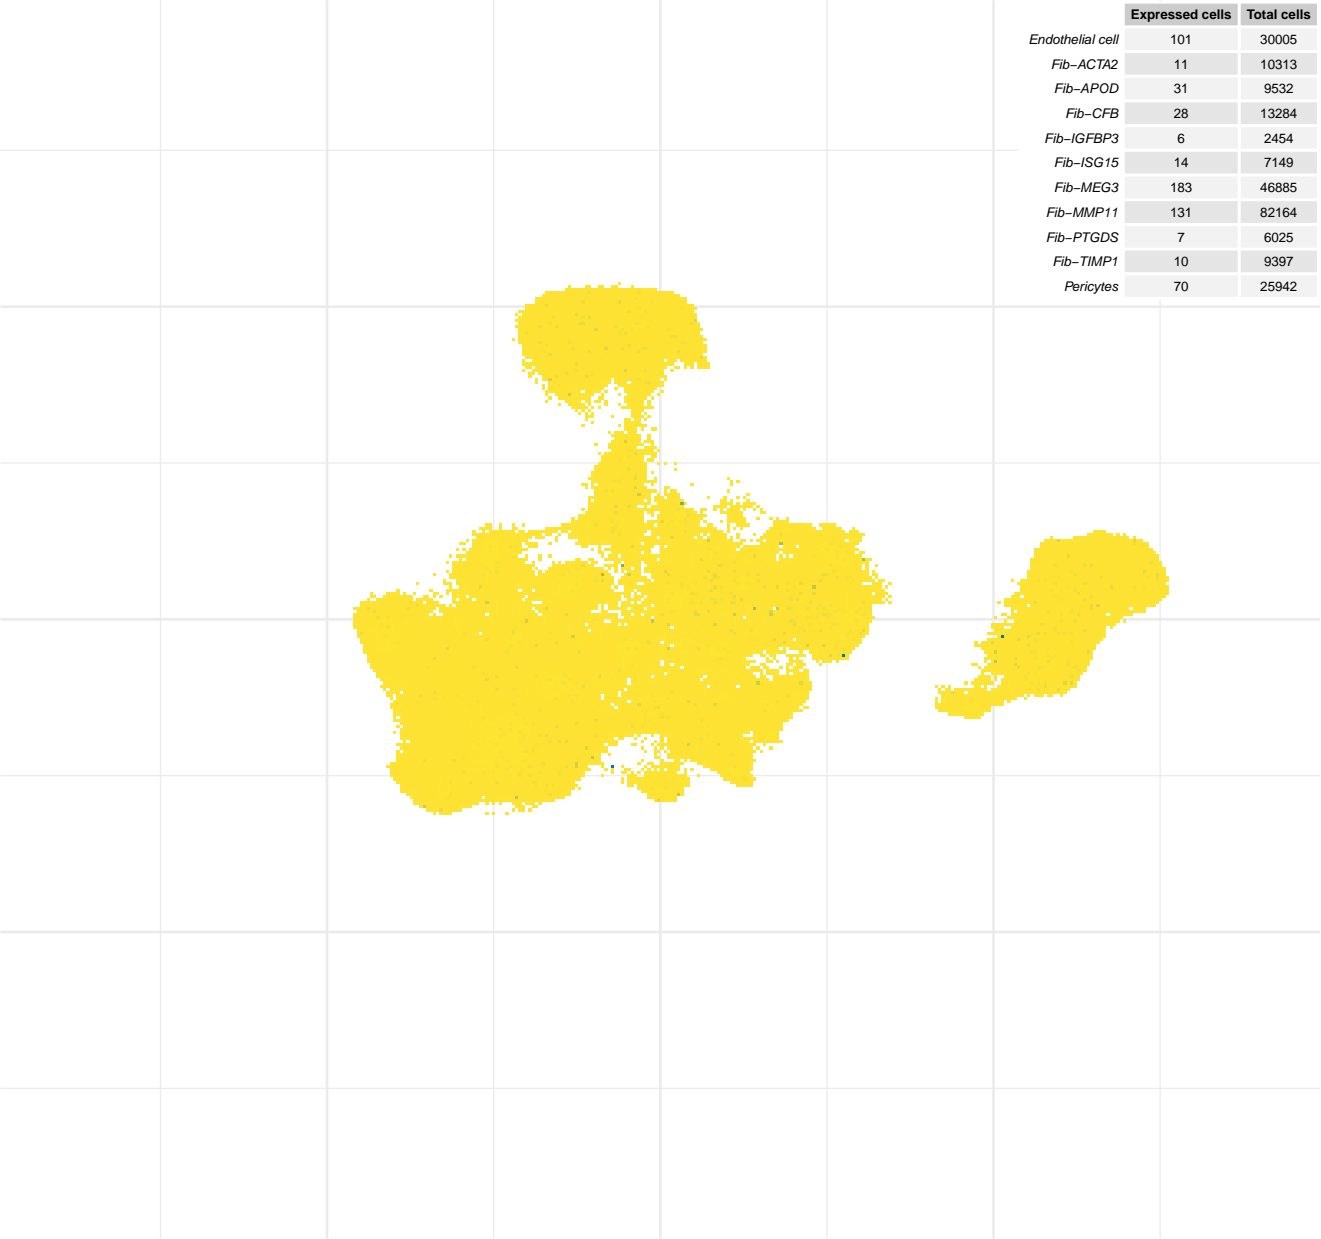 Expressed cells Total cells
Endothelial cell 101 30005
Fib−ACTA2 11 10313
Fib−APOD 31 9532
Fib−CFB 28 13284
Fib−IGFBP3 6 2454
Fib−ISG15 14 7149
Fib−MEG3 183 46885
Fib−MMP11 131 82164
Fib−PTGDS 7 6025
Fib−TIMP1 10 9397
Pericytes 70 25942